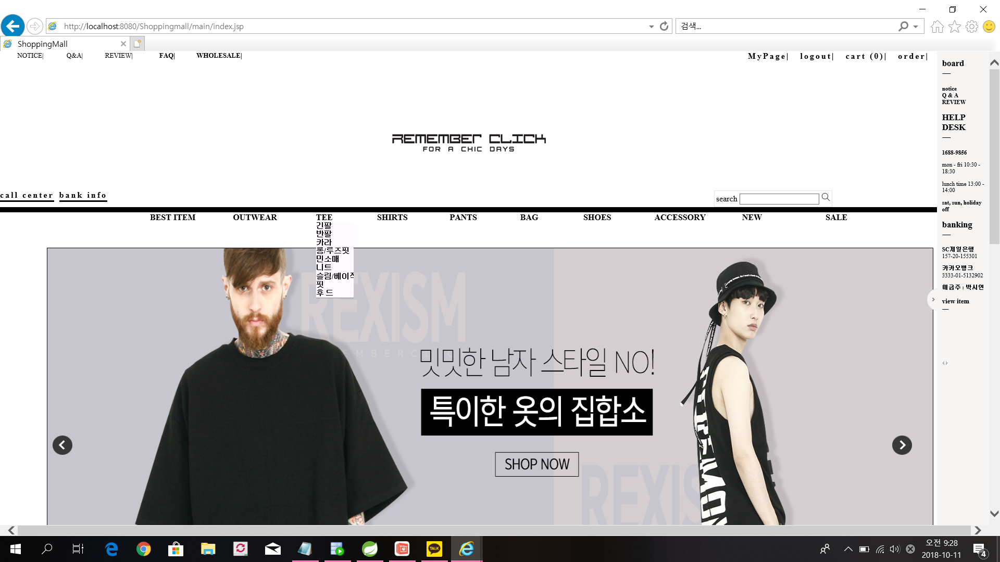 http://localhost:8080/Shoppingmall/main/index.jsp
검색...
ShoppingMall
NOTICE| Q&A| REVIEW| FAQ| WHOLESALE|
MyPage| logout| cart (0)| order|
REMEMBER CLICK
FOR A CHIC DAYS
call center bank info
search
BEST ITEM OUTWEAR TEE SHIRTS PANTS BAG SHOES ACCESSORY NEW SALE
긴팔
반팔
카라
롱/루즈핏
민소매
니트
슬림/베이직
핏
후 드
REXISM
밋밋한 남자 스타일 NO!
특이한 옷의 집합소
SHOP NOW
REXIS
board
notice
Q & A
REVIEW
HELP
DESK
1688-9856
mon - fri 10:30 -
18:30
lunch time 13:00 -
14:00
sat, sun, holiday
off
banking
SC제일은행
157-20-155301
카카오뱅크
3333-01-5132902
예금주 : 박시연
view item
TALK
오전 9:28
2018-10-11
4